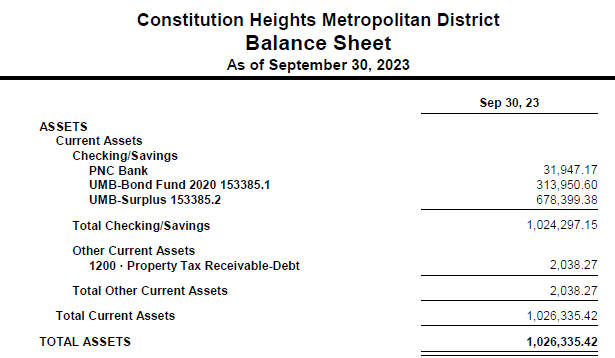 Constitution Heights Metropolitan District
Balance Sheet
As of September 30, 2023
Sep 30, 23
ASSETS
Current Assets
Checking/Savings
PNC Bank 31,947.17
UMB-Bond Fund 2020 153385.1 313,950.60
UMB-Surplus 153385.2 678,399.38
Total Checking/Savings 1,024,297.15
Other Current Assets
1200 · Property Tax Receivable-Debt 2,038.27
Total Other Current Assets 2,038.27
Total Current Assets 1,026,335.42
TOTAL ASSETS 1,026,335.42